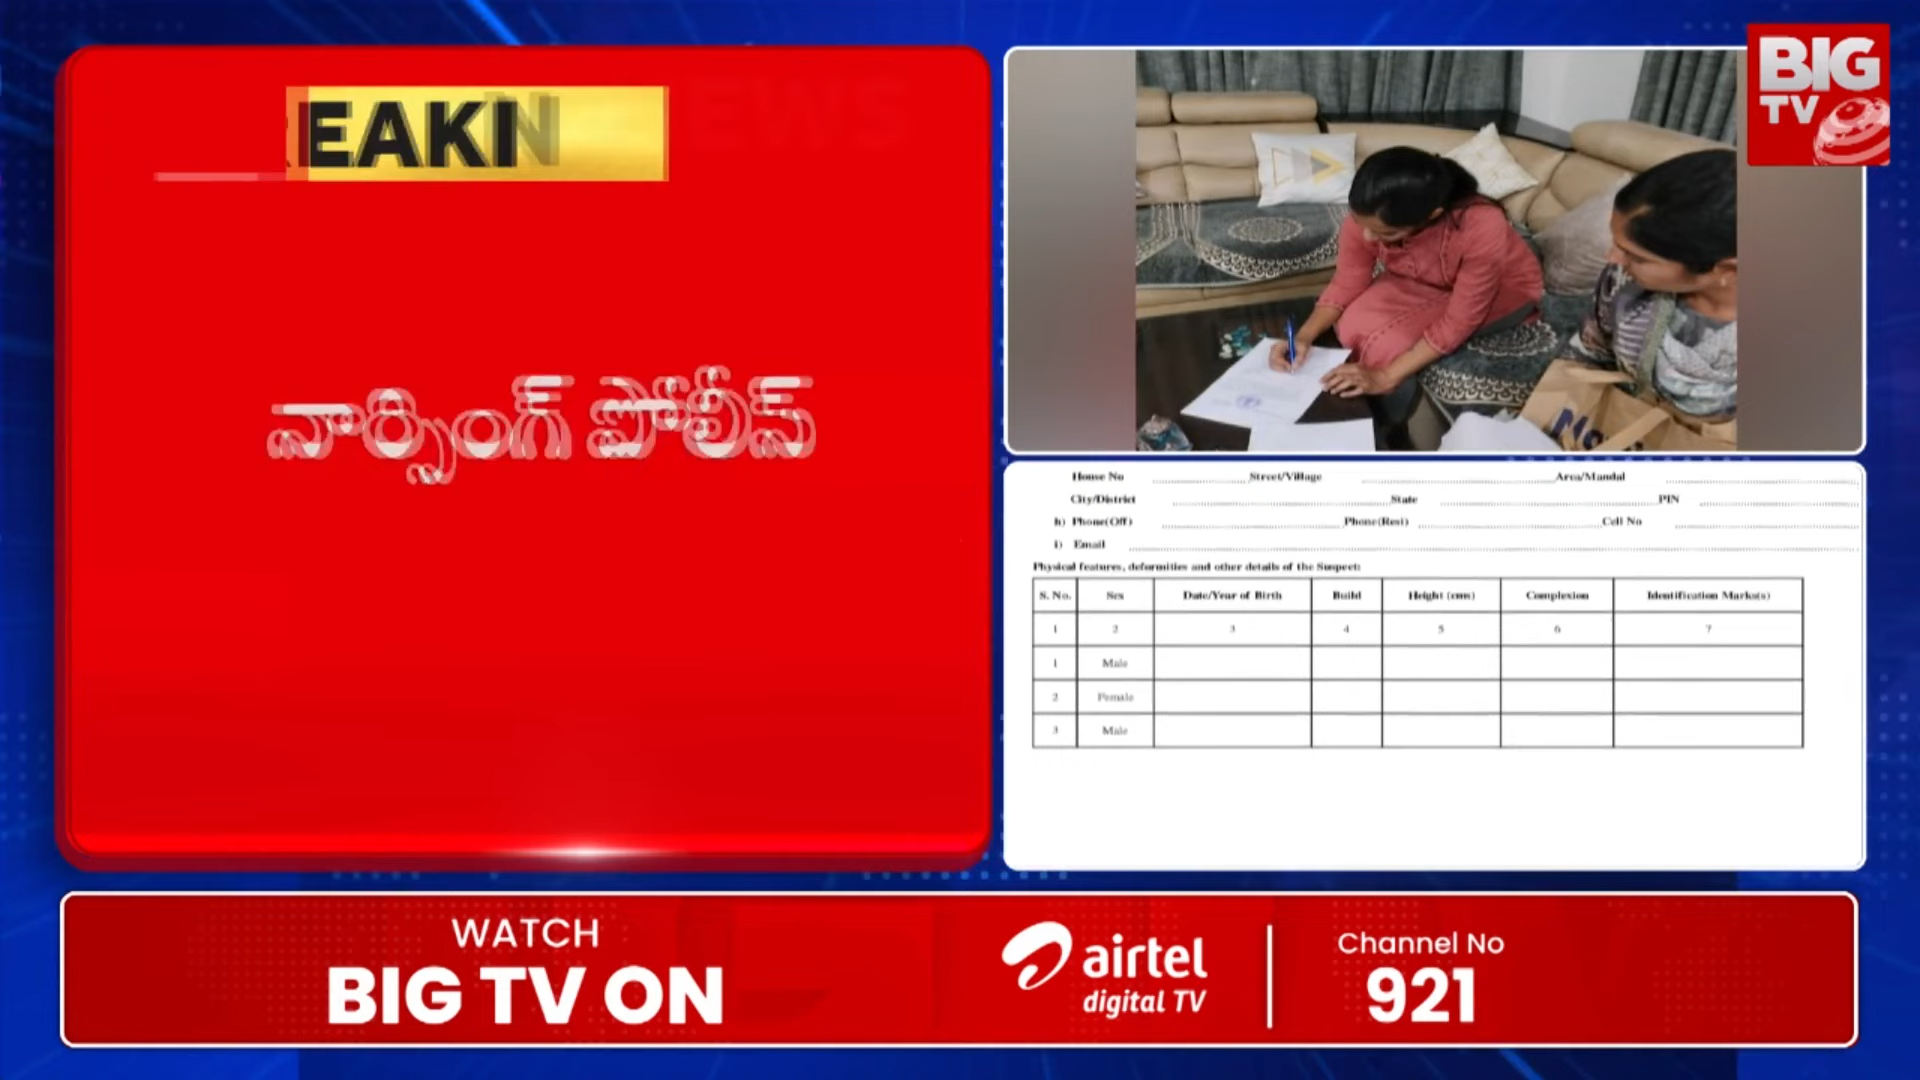 EAKIN
EWS
నార్సింగ్ పోలీస్
BIG
TV
House No Street/Village Area/Mandal
City/District State PIN
h) Phone(Off) Phone(Resi) Cell No
i) Email
Physical features, deformities and other details of the Suspect:
S. No. Sex Date/Year of Birth Build Height (cms) Complexion Identification Marks(s)
1 2 3 4 5 6 7
1 Male
2 Female
3 Male
WATCH
BIG TV ON
airtel
digital TV
Channel No
921